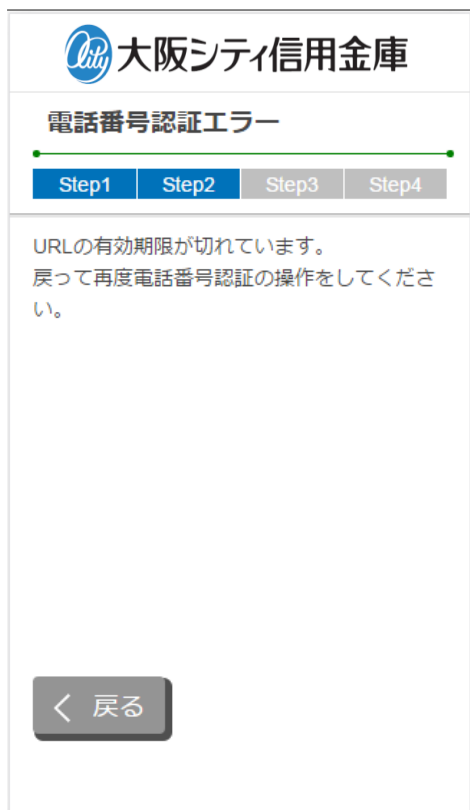 City 大阪シティ信用金庫
電話番号認証エラー
Step1 Step2 Step3 Step4
URLの有効期限が切れています。
戻って再度電話番号認証の操作をしてくださ
い。
戻る